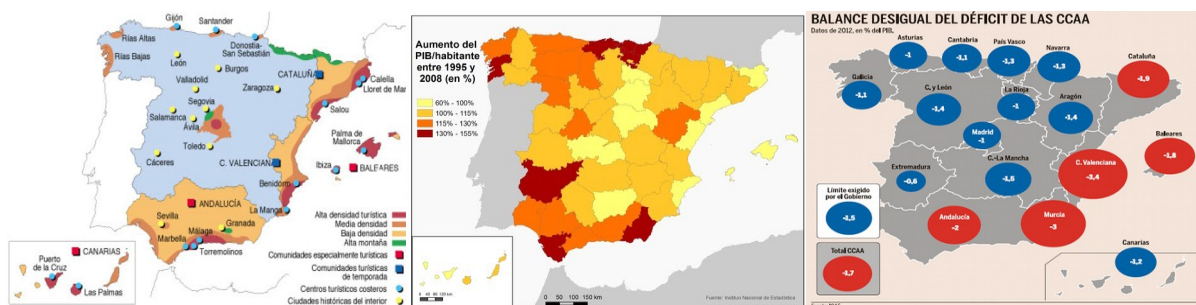 Gijón
Santander
Rías Altas
Donostia-
San Sebastián
Rías Bajas
León
Burgos
CATALUÑA
Valladolid
Zaragoza
Calella
Lloret de Mar
Segovia
Salou
Salamanca
Ávila
Palma de
Mallorca
Toledo
Cáceres
C. VALENCIANA
Ibiza
BALEARES
Benidorm
ANDALUCÍA
La Manga
Sevilla
Granada
Málaga
Marbella
Torremolinos
CANARIAS
Puerto
de la Cruz
Las Palmas
Alta densidad turística
Media densidad
Baja densidad
Alta montaña
Comunidades especialmente turísticas
Comunidades turísticas
de temporada
Centros turísticos costeros
Ciudades históricas del interior
Aumento del
PIB/habitante
entre 1995 y
2008 (en %)
60% - 100%
100% - 115%
115% - 130%
130% - 155%
0 50 100 150 km
Fuente: Instituto Nacional de Estadística
BALANCE DESIGUAL DEL DÉFICIT DE LAS CCAA
Datos de 2012, en % del PIB.
Asturias
-1
Cantabria
-1,1
País Vasco
-1,3
Navarra
-1,3
Cataluña
-1,9
Galicia
-1,1
C. y León
-1,4
La Rioja
-1
Aragón
-1,4
Madrid
-1
Baleares
-1,8
Extremadura
-0,6
C.-La Mancha
-1,5
C. Valenciana
-3,4
Límite exigido
por el Gobierno
-1,5
Andalucía
-2
Murcia
-3
Total CCAA
-1,7
Canarias
-1,2